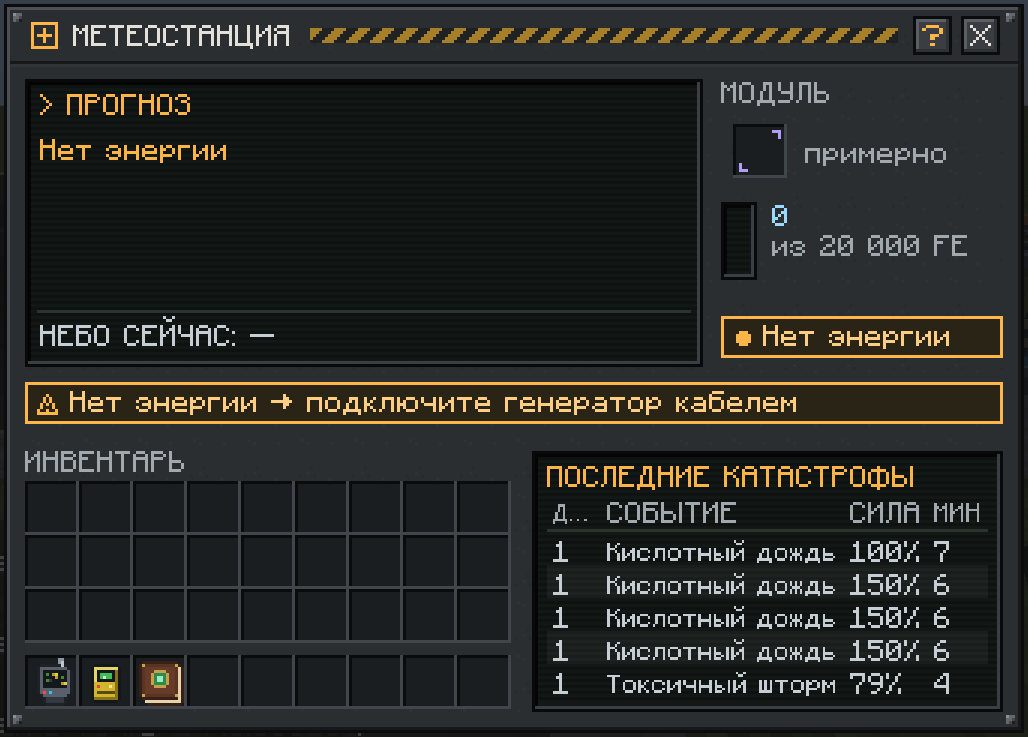 МЕТЕОСТАНЦИЯ
?
> ПРОГНОЗ
Нет энергии
НЕБО СЕЙЧАС: —
МОДУЛЬ
примерно
0
из 20 000 FE
Нет энергии
Нет энергии → подключите генератор кабелем
ИНВЕНТАРЬ
ПОСЛЕДНИЕ КАТАСТРОФЫ
Д... СОБЫТИЕ СИЛА МИН
1 Кислотный дождь 100% 7
1 Кислотный дождь 150% 6
1 Кислотный дождь 150% 6
1 Кислотный дождь 150% 6
1 Токсичный шторм 79% 4